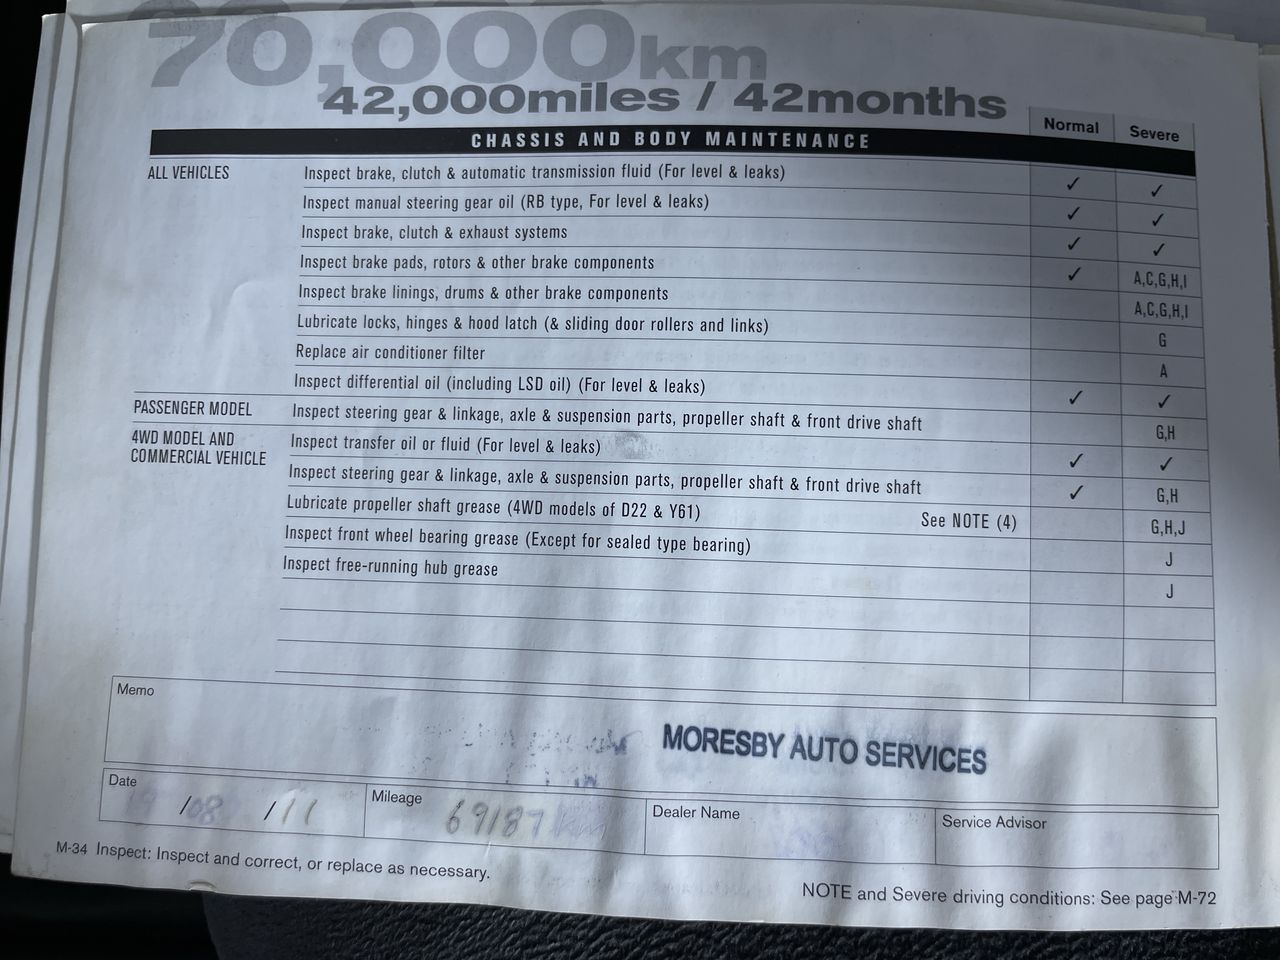 70,000km
42,000miles / 42months
Normal Severe
CHASSIS AND BODY MAINTENANCE
ALL VEHICLES Inspect brake, clutch & automatic transmission fluid (For level & leaks) ✓ ✓
Inspect manual steering gear oil (RB type, For level & leaks) ✓ ✓
Inspect brake, clutch & exhaust systems ✓ ✓
Inspect brake pads, rotors & other brake components ✓ A,C,G,H,I
Inspect brake linings, drums & other brake components A,C,G,H,I
Lubricate locks, hinges & hood latch (& sliding door rollers and links) G
Replace air conditioner filter A
Inspect differential oil (including LSD oil) (For level & leaks) ✓ ✓
PASSENGER MODEL Inspect steering gear & linkage, axle & suspension parts, propeller shaft & front drive shaft G,H
4WD MODEL AND Inspect transfer oil or fluid (For level & leaks) ✓ ✓
COMMERCIAL VEHICLE Inspect steering gear & linkage, axle & suspension parts, propeller shaft & front drive shaft ✓ G,H
Lubricate propeller shaft grease (4WD models of D22 & Y61) See NOTE (4) G,H,J
Inspect front wheel bearing grease (Except for sealed type bearing) J
Inspect free-running hub grease J
Memo
MORESBY AUTO SERVICES
Date /08 /11 Mileage 69187 km Dealer Name Service Advisor
M-34 Inspect: Inspect and correct, or replace as necessary.
NOTE and Severe driving conditions: See page M-72